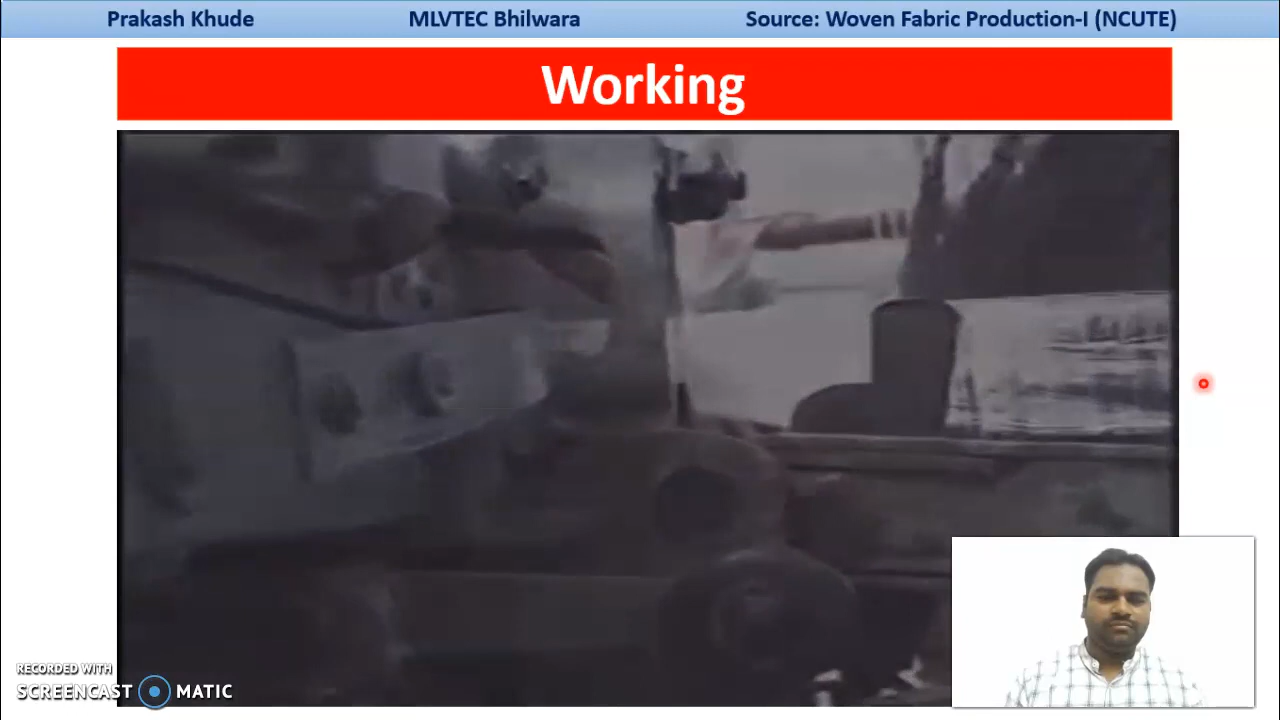 Prakash Khude MLVTEC Bhilwara Source: Woven Fabric Production-I (NCUTE)
Working
RECORDED WITH
SCREENCAST MATIC